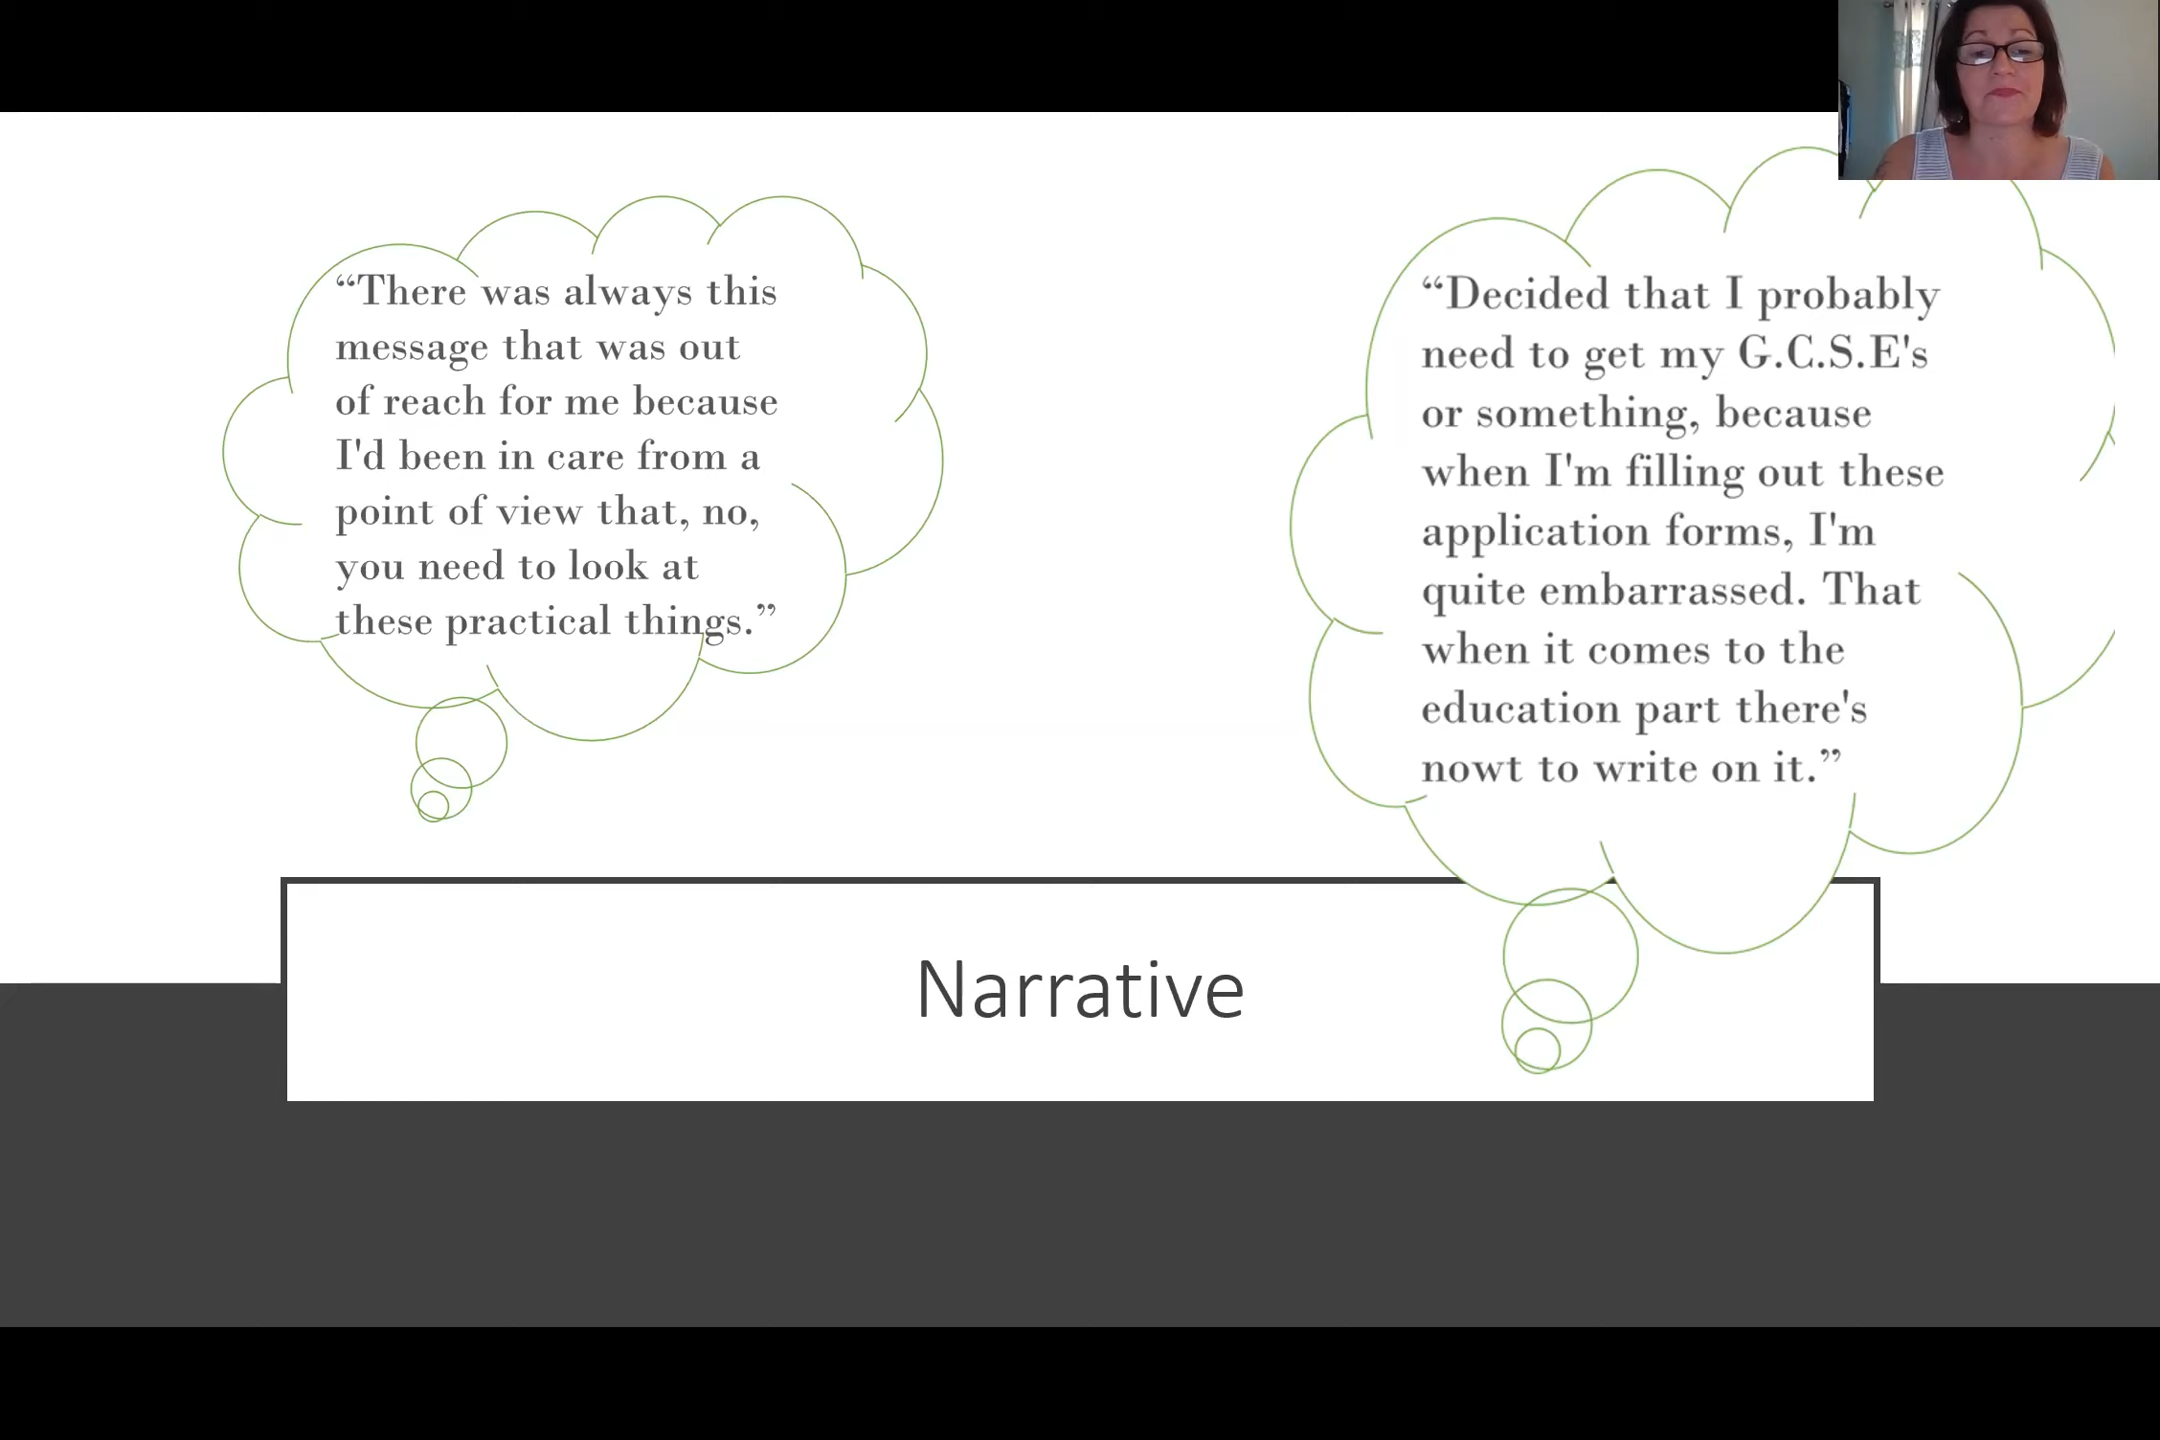 “There was always this
message that was out
of reach for me because
I'd been in care from a
point of view that, no,
you need to look at
these practical things.”
“Decided that I probably
need to get my G.C.S.E's
or something, because
when I'm filling out these
application forms, I'm
quite embarrassed. That
when it comes to the
education part there's
nowt to write on it.”
Narrative